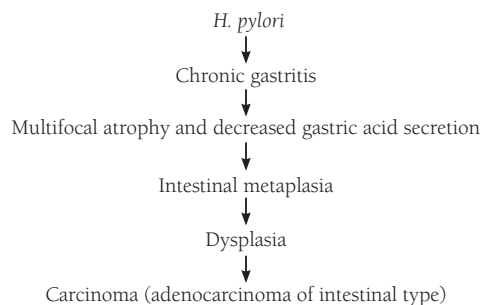 H. pylori
Chronic gastritis
Multifocal atrophy and decreased gastric acid secretion
Intestinal metaplasia
Dysplasia
Carcinoma (adenocarcinoma of intestinal type)